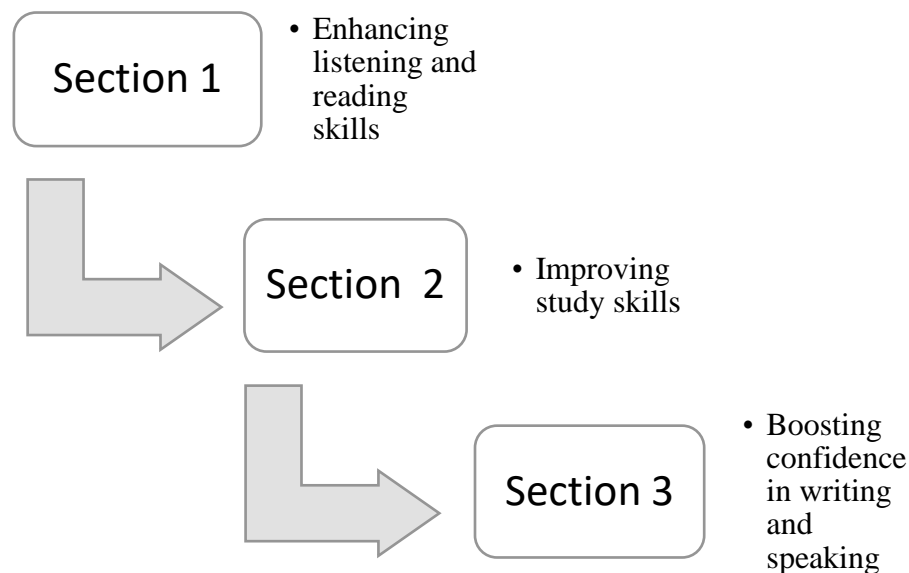 Section 1
• Enhancing
listening and
reading
skills
Section 2
• Improving
study skills
Section 3
• Boosting
confidence
in writing
and
speaking